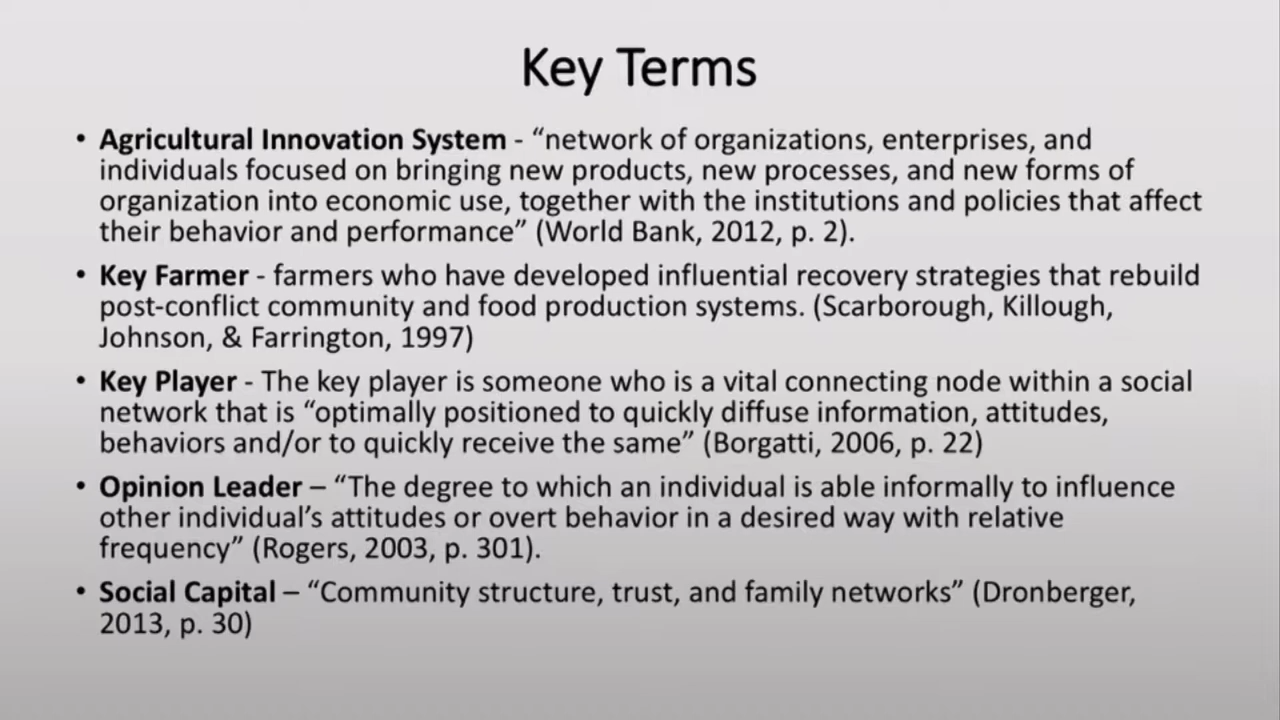 Key Terms
• Agricultural Innovation System - “network of organizations, enterprises, and
individuals focused on bringing new products, new processes, and new forms of
organization into economic use, together with the institutions and policies that affect
their behavior and performance” (World Bank, 2012, p. 2).
• Key Farmer - farmers who have developed influential recovery strategies that rebuild
post-conflict community and food production systems. (Scarborough, Killough,
Johnson, & Farrington, 1997)
• Key Player - The key player is someone who is a vital connecting node within a social
network that is “optimally positioned to quickly diffuse information, attitudes,
behaviors and/or to quickly receive the same” (Borgatti, 2006, p. 22)
• Opinion Leader – “The degree to which an individual is able informally to influence
other individual’s attitudes or overt behavior in a desired way with relative
frequency” (Rogers, 2003, p. 301).
• Social Capital – “Community structure, trust, and family networks” (Dronberger,
2013, p. 30)